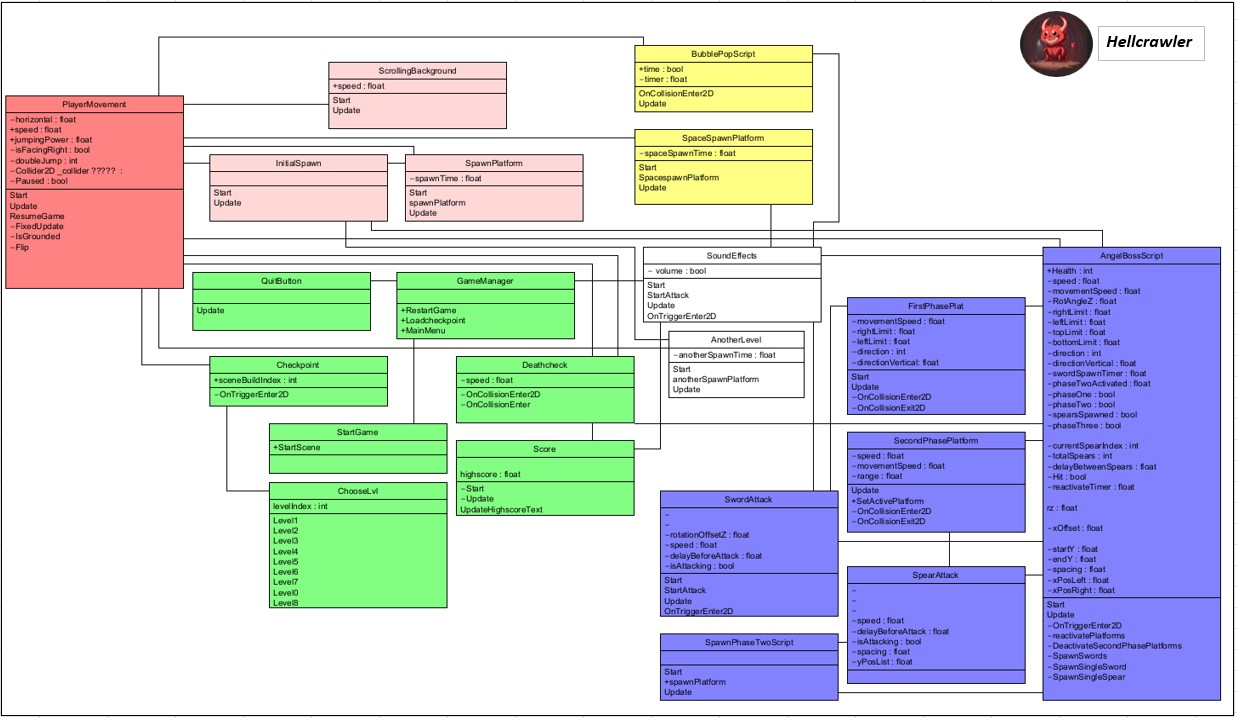 Hellcrawler
BubblePopScript
+time : bool
−timer : float
OnCollisionEnter2D
Update
ScrollingBackground
+speed : float
Start
Update
PlayerMovement
−horizontal : float
+speed : float
+jumpingPower : float
−isFacingRight : bool
−doubleJump : int
−Collider2D _collider ????? :
−Paused : bool
Start
Update
ResumeGame
−FixedUpdate
−IsGrounded
−Flip
SpaceSpawnPlatform
−spaceSpawnTime : float
Start
SpacespawnPlatform
Update
InitialSpawn
Start
Update
SpawnPlatform
−spawnTime : float
Start
spawnPlatform
Update
SoundEffects
− volume : bool
Start
StartAttack
Update
OnTriggerEnter2D
AngelBossScript
+Health : int
−speed : float
−movementSpeed : float
−RotAngleZ : float
−rightLimit : float
−leftLimit : float
−topLimit : float
−bottomLimit : float
−direction : int
−directionVertical : float
−swordSpawnTimer : float
−phaseTwoActivated : float
−phaseOne : bool
−phaseTwo : bool
−spearsSpawned : bool
−phaseThree : bool
−currentSpearIndex : int
−totalSpears : int
−delayBetweenSpears : float
−Hit : bool
−reactivateTimer : float
rz : float
−xOffset : float
−startY : float
−endY : float
−spacing : float
−xPosLeft : float
−xPosRight : float
Start
Update
−OnTriggerEnter2D
−reactivatePlatforms
−DeactivateSecondPhasePlatforms
−SpawnSwords
−SpawnSingleSword
−SpawnSingleSpear
QuitButton
Update
GameManager
+RestartGame
+Loadcheckpoint
+MainMenu
FirstPhasePlat
−movementSpeed : float
−rightLimit : float
−leftLimit : float
−direction : int
−directionVertical: float
Start
Update
−OnCollisionEnter2D
−OnCollisionExit2D
AnotherLevel
−anotherSpawnTime : float
Start
anotherSpawnPlatform
Update
Checkpoint
+sceneBuildIndex : int
−OnTriggerEnter2D
Deathcheck
−speed : float
−OnCollisionEnter2D
−OnCollisionEnter
StartGame
+StartScene
Score
highscore : float
−Start
−Update
UpdateHighscoreText
SecondPhasePlatform
−speed : float
−movementSpeed : float
−range : float
Update
+SetActivePlatform
−OnCollisionEnter2D
−OnCollisionExit2D
ChooseLvl
levelIndex : int
Level1
Level2
Level3
Level4
Level5
Level6
Level7
Level0
Level8
SwordAttack
−
−
−rotationOffsetZ : float
−speed : float
−delayBeforeAttack : float
−isAttacking : bool
Start
StartAttack
Update
OnTriggerEnter2D
SpearAttack
−
−
−
−speed : float
−delayBeforeAttack : float
−isAttacking : bool
−spacing : float
−yPosList : float
SpawnPhaseTwoScript
Start
+spawnPlatform
Update